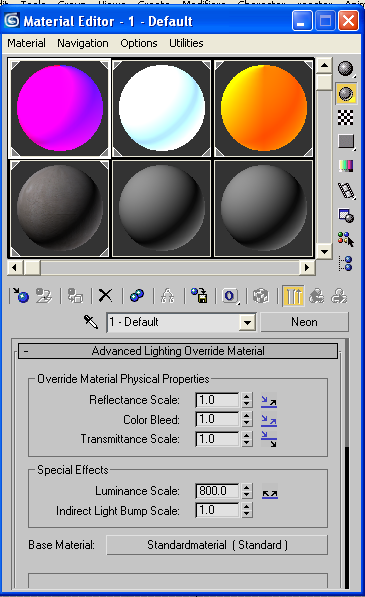 Material Editor - 1 - Default
Material Navigation Options Utilities
1 - Default Neon
- Advanced Lighting Override Material
Override Material Physical Properties
Reflectance Scale: 1.0
Color Bleed: 1.0
Transmittance Scale: 1.0
Special Effects
Luminance Scale: 800.0
Indirect Light Bump Scale: 1.0
Base Material: Standardmaterial ( Standard )